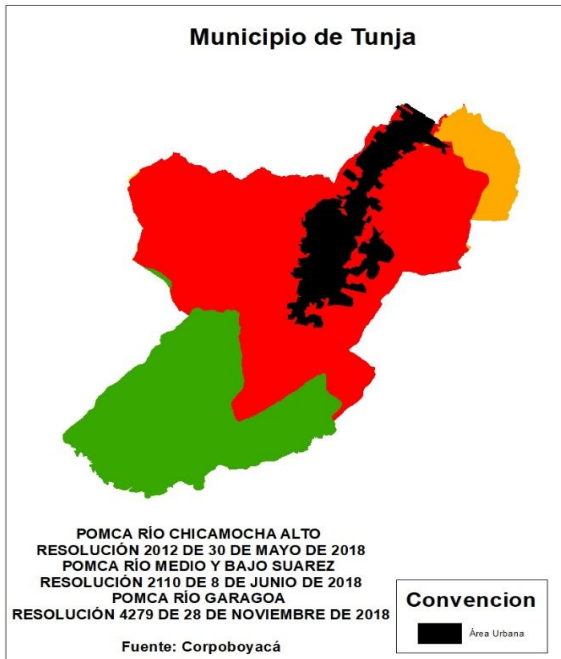 Municipio de Tunja
POMCA RÍO CHICAMOCHA ALTO
RESOLUCIÓN 2012 DE 30 DE MAYO DE 2018
POMCA RÍO MEDIO Y BAJO SUAREZ
RESOLUCIÓN 2110 DE 8 DE JUNIO DE 2018
POMCA RÍO GARAGOA
RESOLUCIÓN 4279 DE 28 DE NOVIEMBRE DE 2018
Fuente: Corpoboyacá
Convencion
Área Urbana